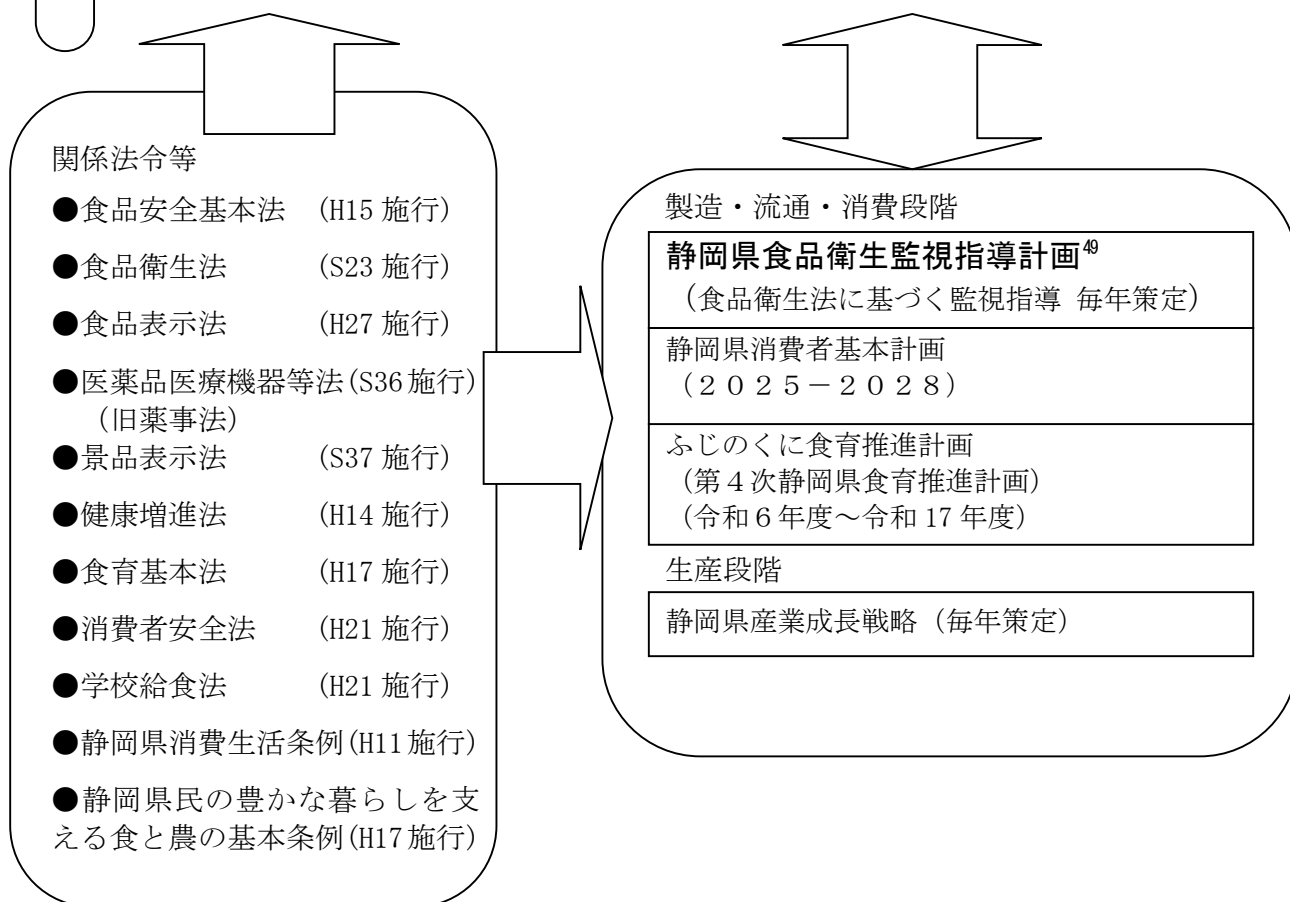 関係法令等
●食品安全基本法 (H15 施行)
●食品衛生法 (S23 施行)
●食品表示法 (H27 施行)
●医薬品医療機器等法(S36 施行)
(旧薬事法)
●景品表示法 (S37 施行)
●健康増進法 (H14 施行)
●食育基本法 (H17 施行)
●消費者安全法 (H21 施行)
●学校給食法 (H21 施行)
●静岡県消費生活条例(H11 施行)
●静岡県民の豊かな暮らしを支
える食と農の基本条例(H17 施行)
製造・流通・消費段階
静岡県食品衛生監視指導計画49
(食品衛生法に基づく監視指導 毎年策定)
静岡県消費者基本計画
(2025-2028)
ふじのくに食育推進計画
(第4次静岡県食育推進計画)
(令和6年度~令和 17 年度)
生産段階
静岡県産業成長戦略(毎年策定)